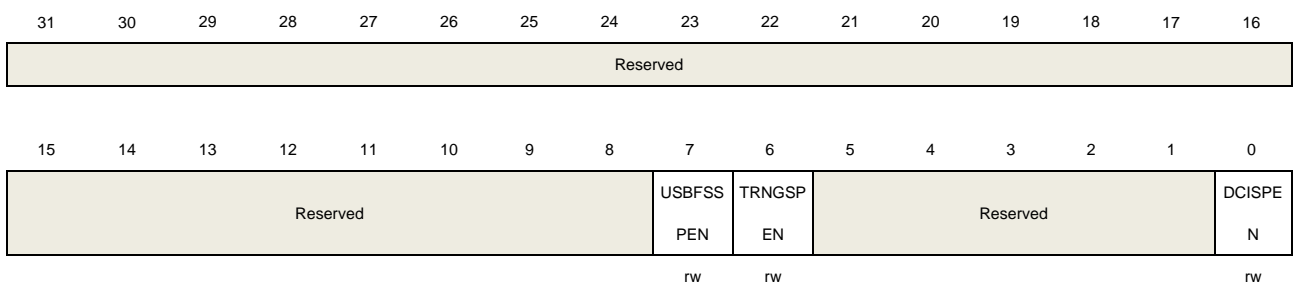 31 30 29 28 27 26 25 24 23 22 21 20 19 18 17 16
Reserved
15 14 13 12 11 10 9 8 7 6 5 4 3 2 1 0
Reserved USBFSS TRNGSP Reserved DCISPE
PEN EN N
rw rw rw